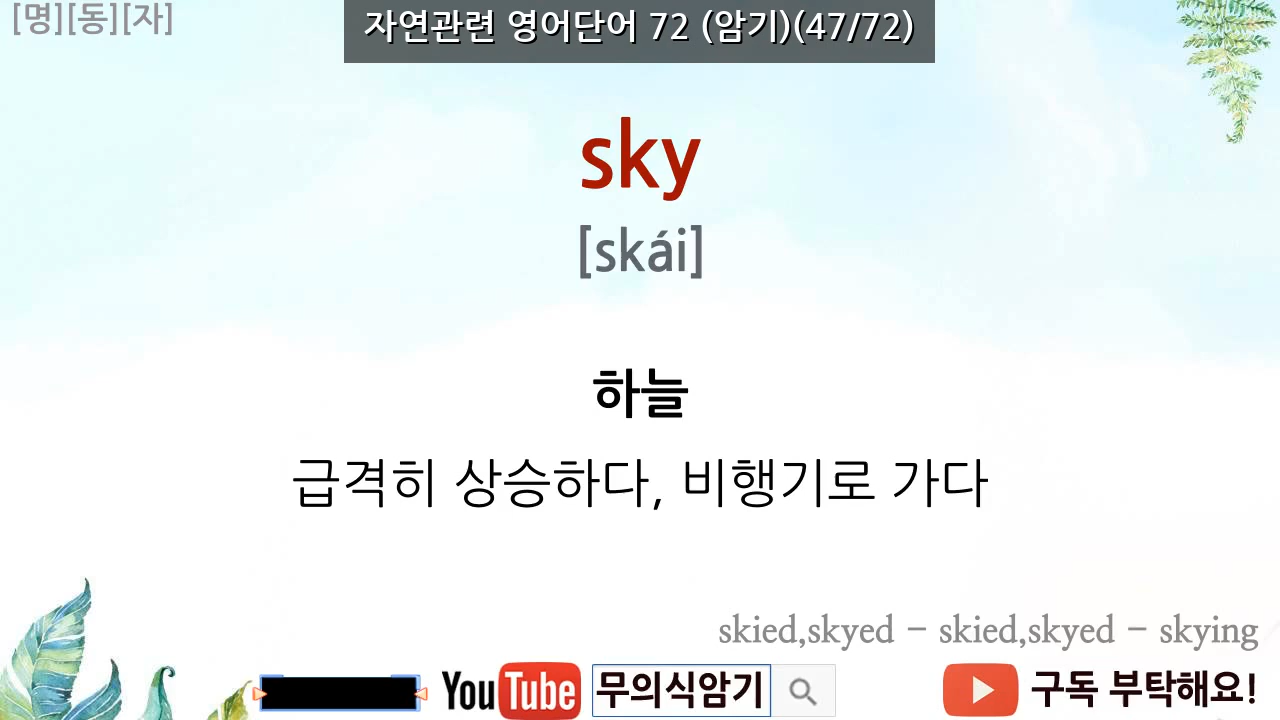 [명][동][자]
자연관련 영어단어 72 (암기)(47/72)
sky
[skái]
하늘
급격히 상승하다, 비행기로 가다
skied,skyed - skied,skyed - skying
YouTube 무의식암기 구독 부탁해요!